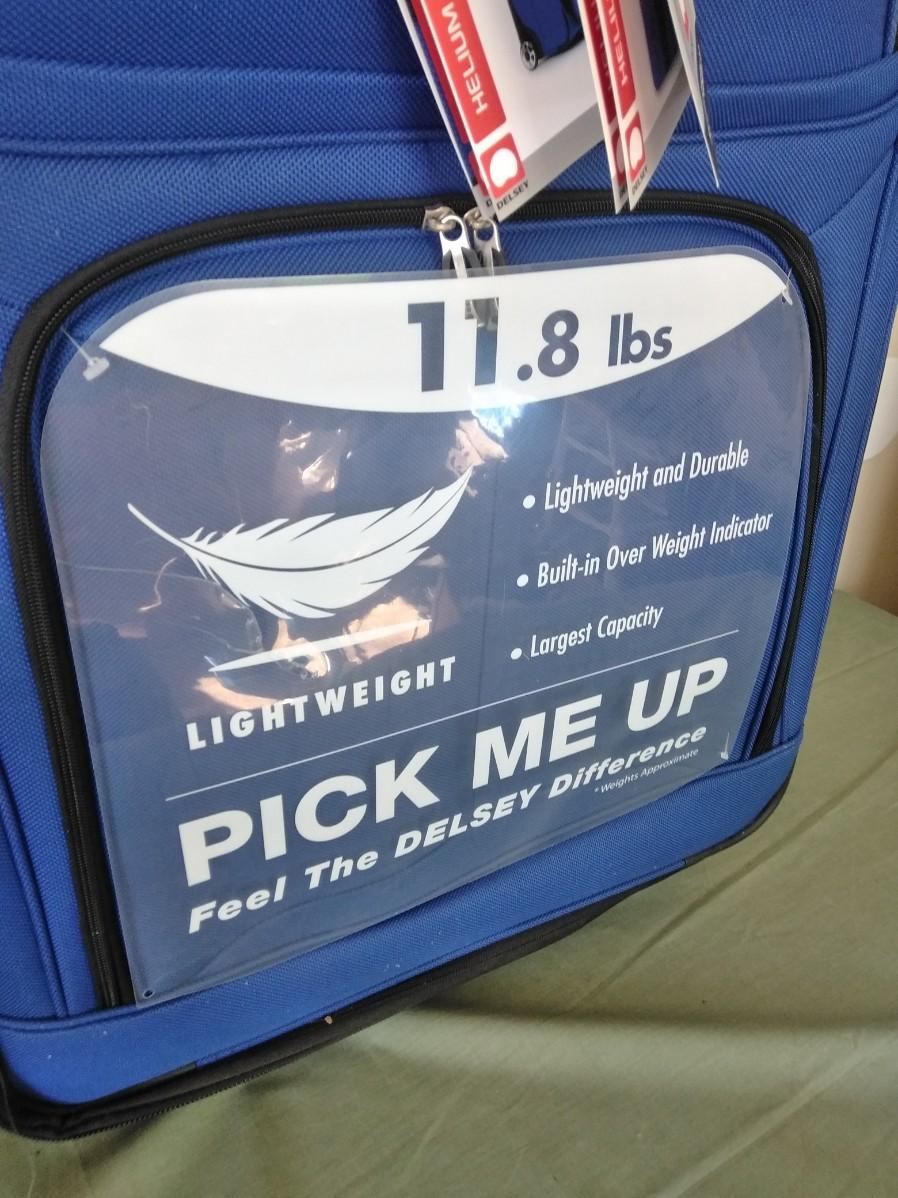 HELIUM
DELSEY
HELIUM
DELSEY
11.8 lbs
• Lightweight and Durable
• Built-in Over Weight Indicator
• Largest Capacity
LIGHTWEIGHT
PICK ME UP
Feel The DELSEY Difference
*Weights Approximate